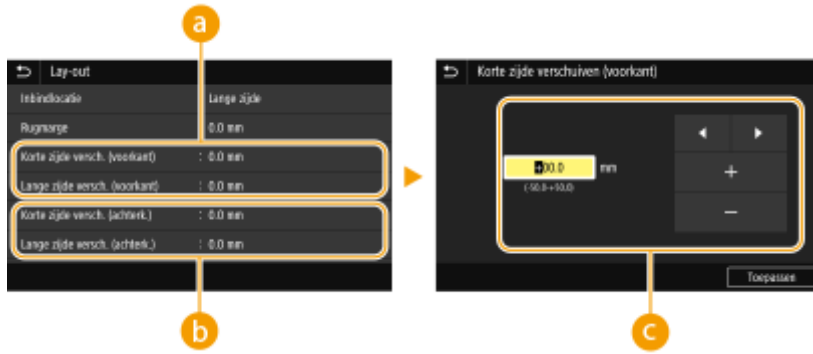 a
Lay-out
Inbindlocatie Lange zijde
Rugmarge 0.0 mm
Korte zijde versch. (voorkant) : 0.0 mm
Lange zijde versch. (voorkant) : 0.0 mm
Korte zijde versch. (achterk.) : 0.0 mm
Lange zijde versch. (achterk.) : 0.0 mm
b
Korte zijde verschuiven (voorkant)
+00.0 mm
(-50.0-+50.0)
+
−
Toepassen
c